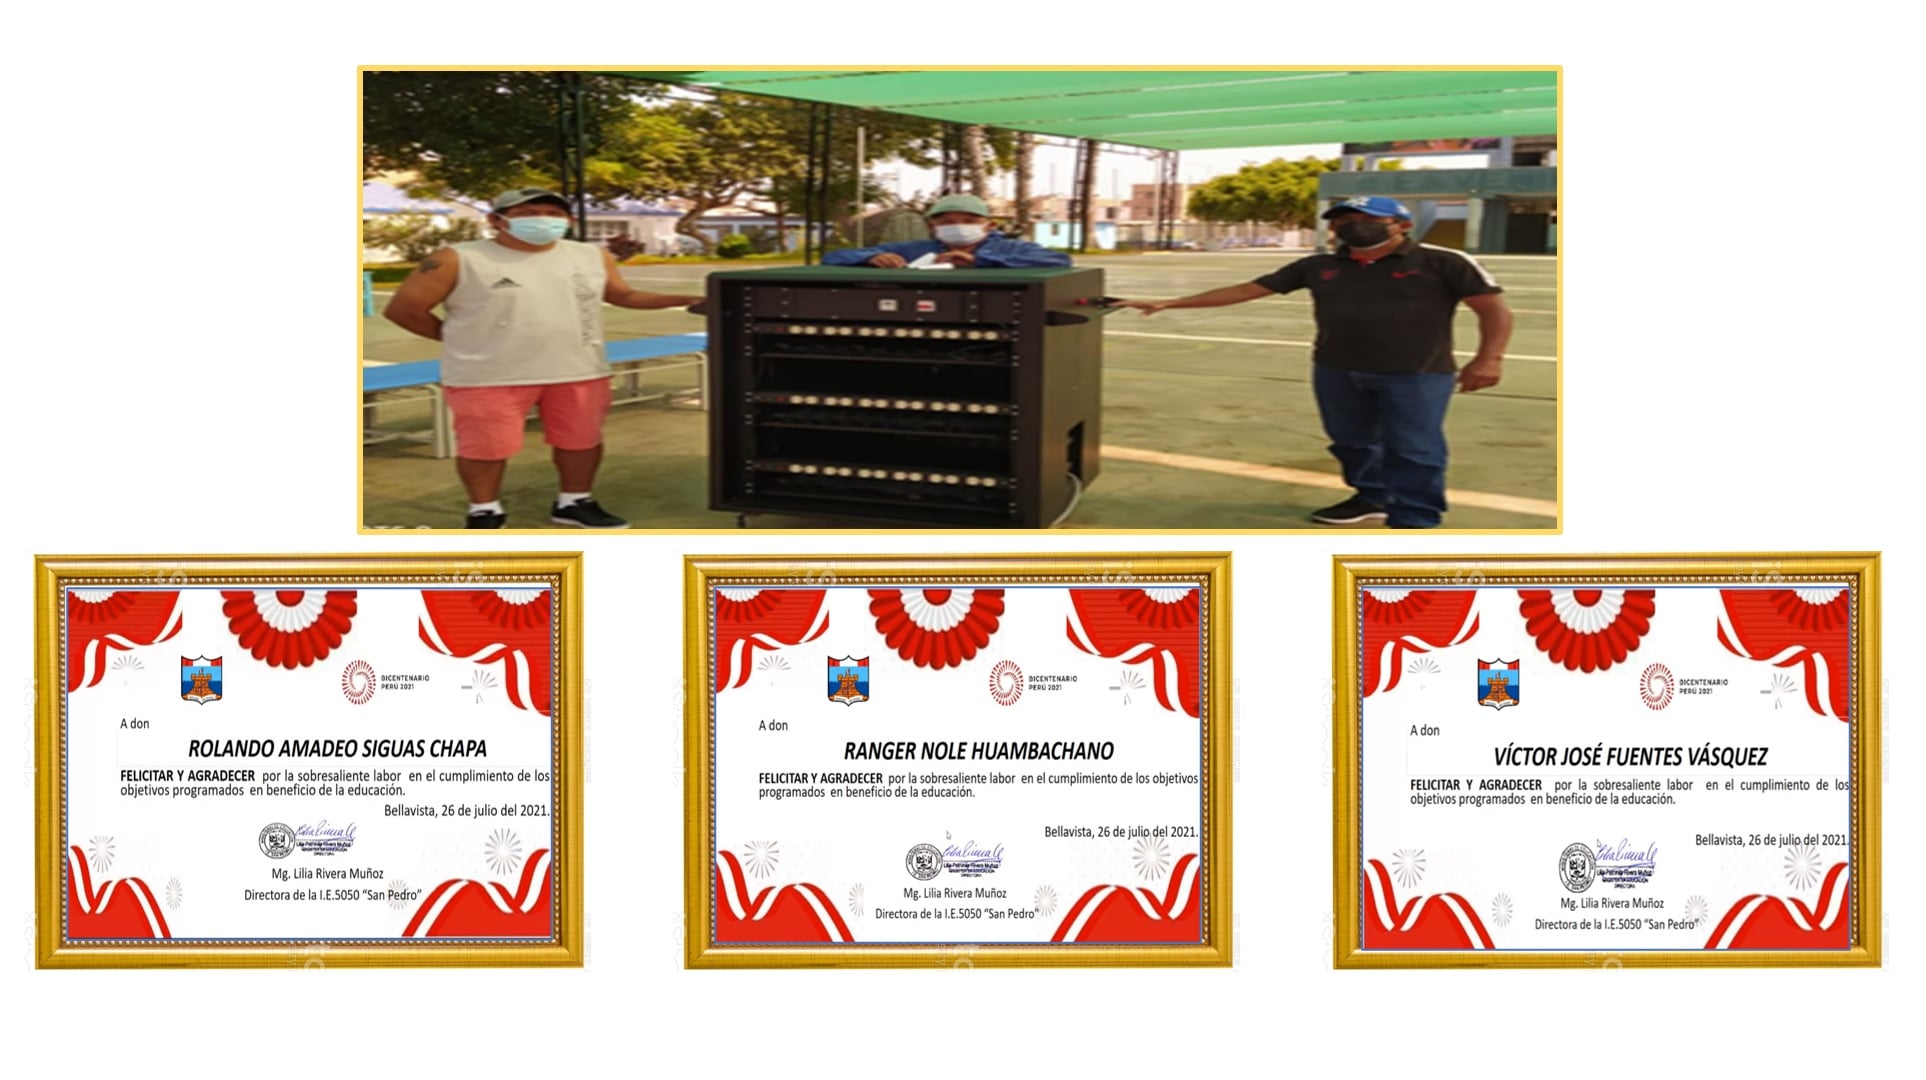 A don
ROLANDO AMADEO SIGUAS CHAPA
FELICITAR Y AGRADECER por la sobresaliente labor en el cumplimiento de los
objetivos programados en beneficio de la educación.
Bellavista, 26 de julio del 2021.
Mg. Lilia Rivera Muñoz
Directora de la I.E.5050 “San Pedro”
BICENTENARIO
PERÚ 2021
A don
RANGER NOLE HUAMBACHANO
FELICITAR Y AGRADECER por la sobresaliente labor en el cumplimiento de los objetivos
programados en beneficio de la educación.
Bellavista, 26 de julio del 2021.
Mg. Lilia Rivera Muñoz
Directora de la I.E.5050 “San Pedro”
BICENTENARIO
PERÚ 2021
A don
VÍCTOR JOSÉ FUENTES VÁSQUEZ
FELICITAR Y AGRADECER por la sobresaliente labor en el cumplimiento de los
objetivos programados en beneficio de la educación.
Bellavista, 26 de julio del 2021.
Mg. Lilia Rivera Muñoz
Directora de la I.E.5050 “San Pedro”
BICENTENARIO
PERÚ 2021